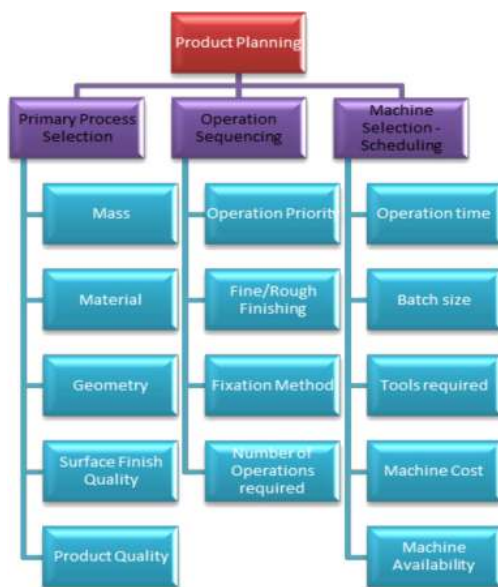 Product Planning
Primary Process
Selection
Operation
Sequencing
Machine
Selection -
Scheduling
Mass
Material
Geometry
Surface Finish
Quality
Product Quality
Operation Priorit
Fine/Rough
Finishing
Fixation Method
Number of
Operations
required
Operation time
Batch size
Tools required
Machine Cost
Machine
Availability